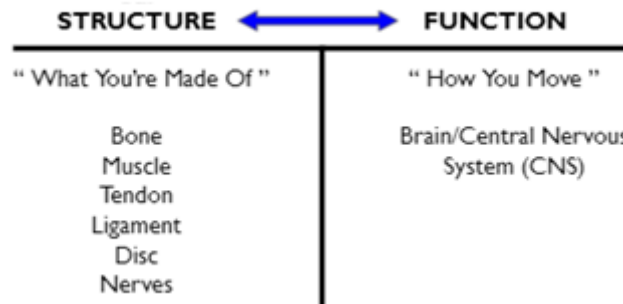 STRUCTURE FUNCTION
“ What You're Made Of ” “ How You Move ”
Bone Brain/Central Nervous
Muscle System (CNS)
Tendon
Ligament
Disc
Nerves